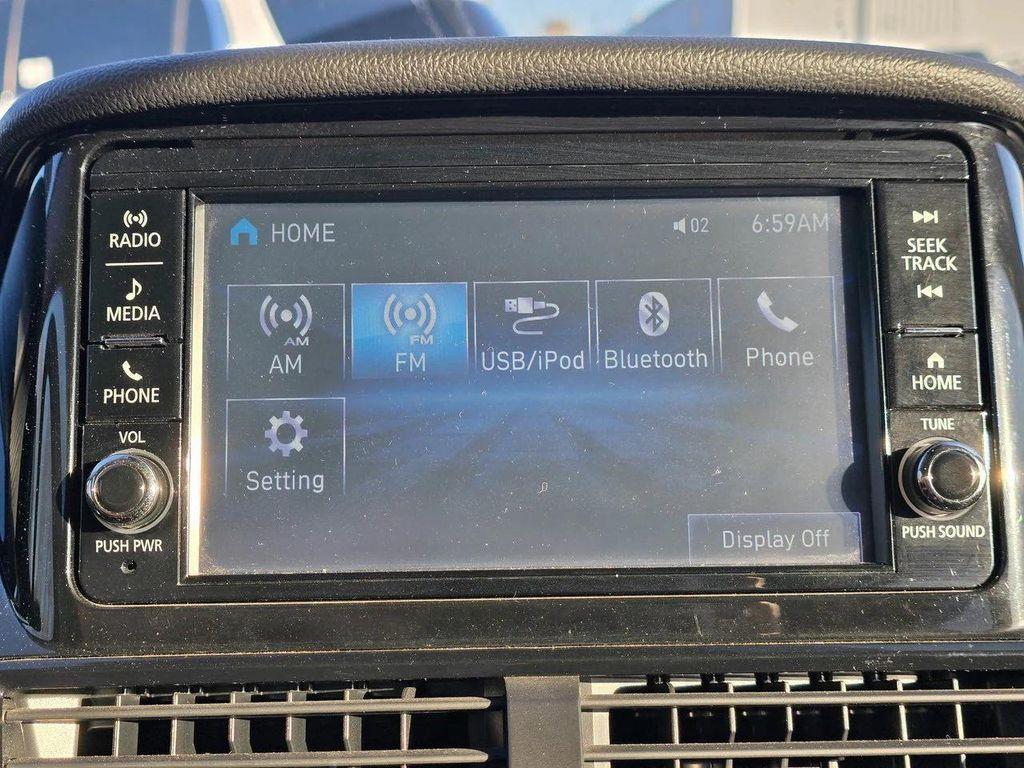 RADIO
MEDIA
PHONE
VOL
PUSH PWR
HOME
02
6:59AM
AM
AM
FM
FM
USB/iPod
Bluetooth
Phone
Setting
Display Off
SEEK
TRACK
HOME
TUNE
PUSH SOUND